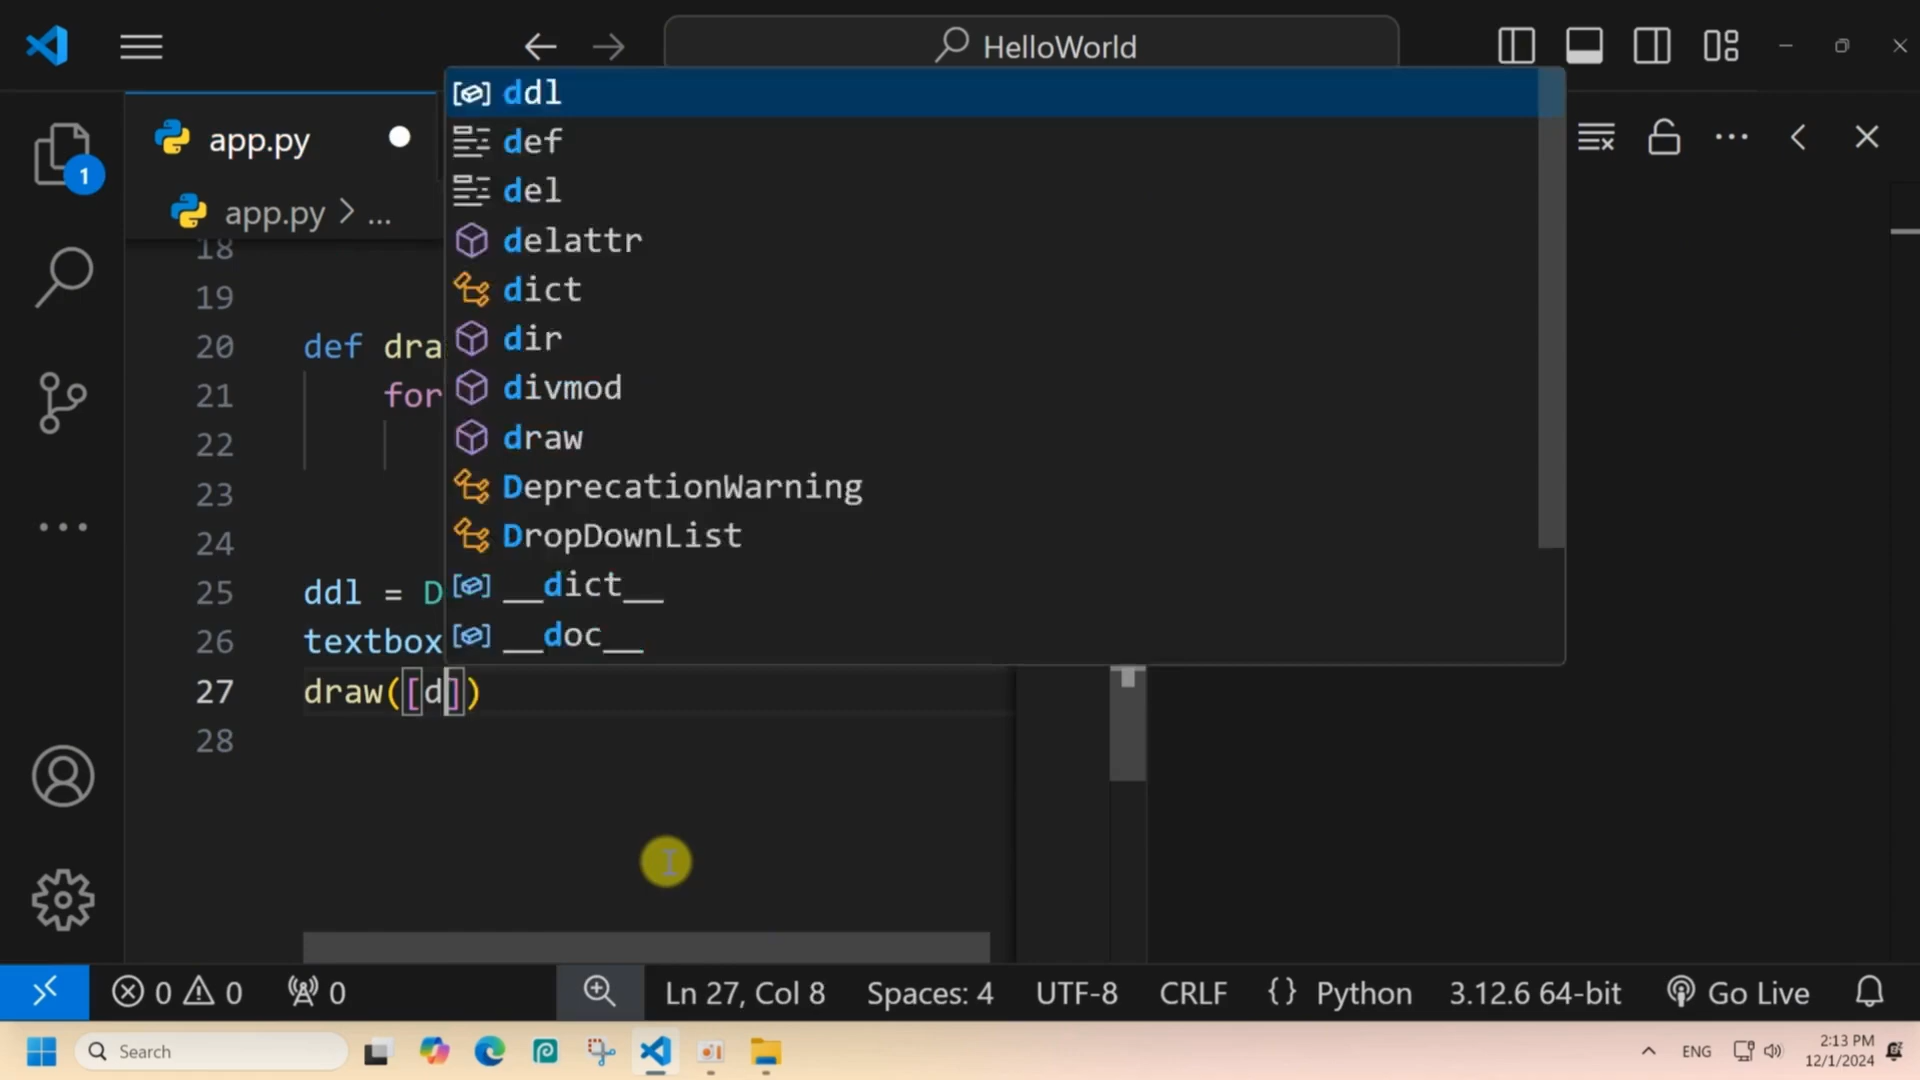 HelloWorld
app.py
1
app.py > ...
ddl
def
del
delattr
dict
dir
divmod
draw
DeprecationWarning
DropDownList
__dict__
__doc__
18
19
20 def dra
21 for
22
23
24
25 ddl = D
26 textbox
27 draw([d])
28
0 0 0 Ln 27, Col 8 Spaces: 4 UTF-8 CRLF {} Python 3.12.6 64-bit Go Live
Search ENG 2:13 PM
12/1/2024